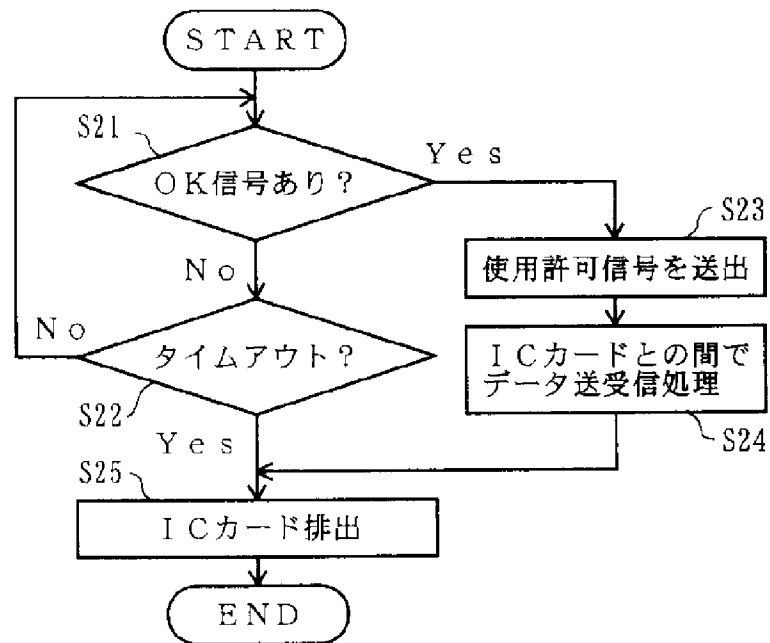 START
S21
OK信号あり?
Yes
S23
使用許可信号を送出
No
No
タイムアウト?
S22
ICカードとの間で
データ送受信処理
S24
Yes
S25
ICカード排出
END